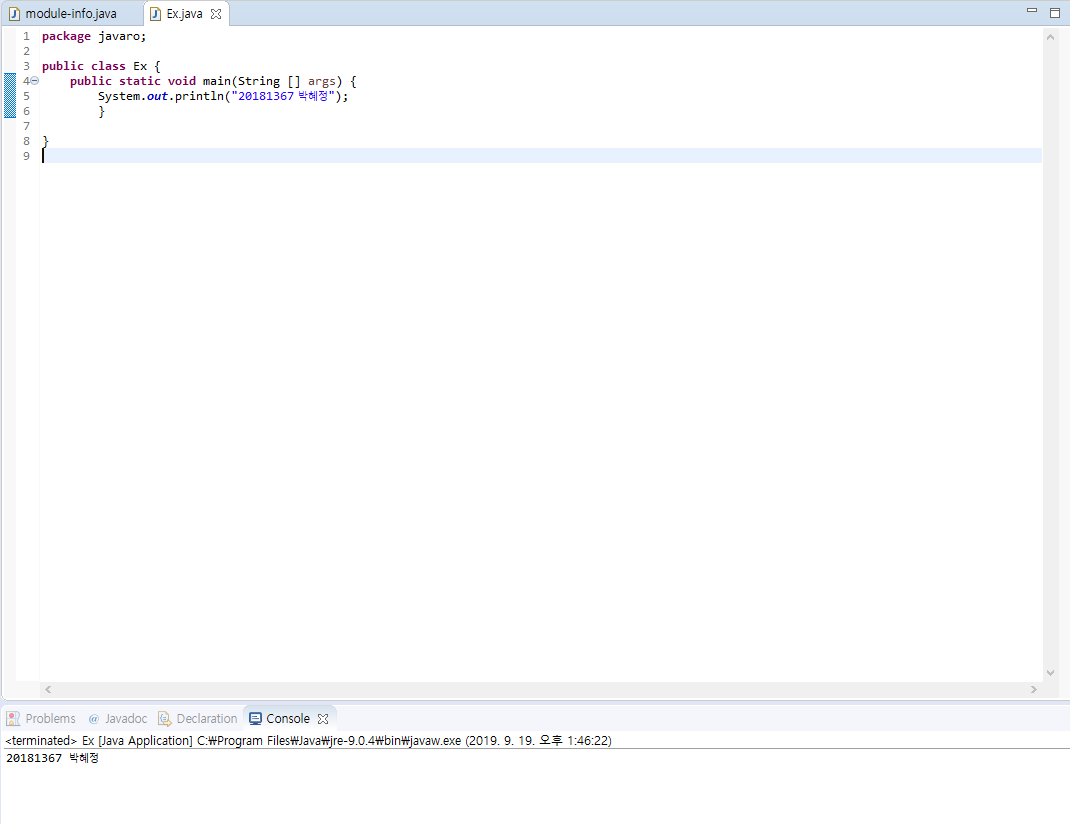 module-info.java Ex.java
1 package javaro;
2
3 public class Ex {
4 public static void main(String [] args) {
5 System.out.println("20181367 박혜정");
6 }
7
8 }
9
Problems @ Javadoc Declaration Console
<terminated> Ex [Java Application] C:₩Program Files₩Java₩jre-9.0.4₩bin₩javaw.exe (2019. 9. 19. 오후 1:46:22)
20181367 박혜정